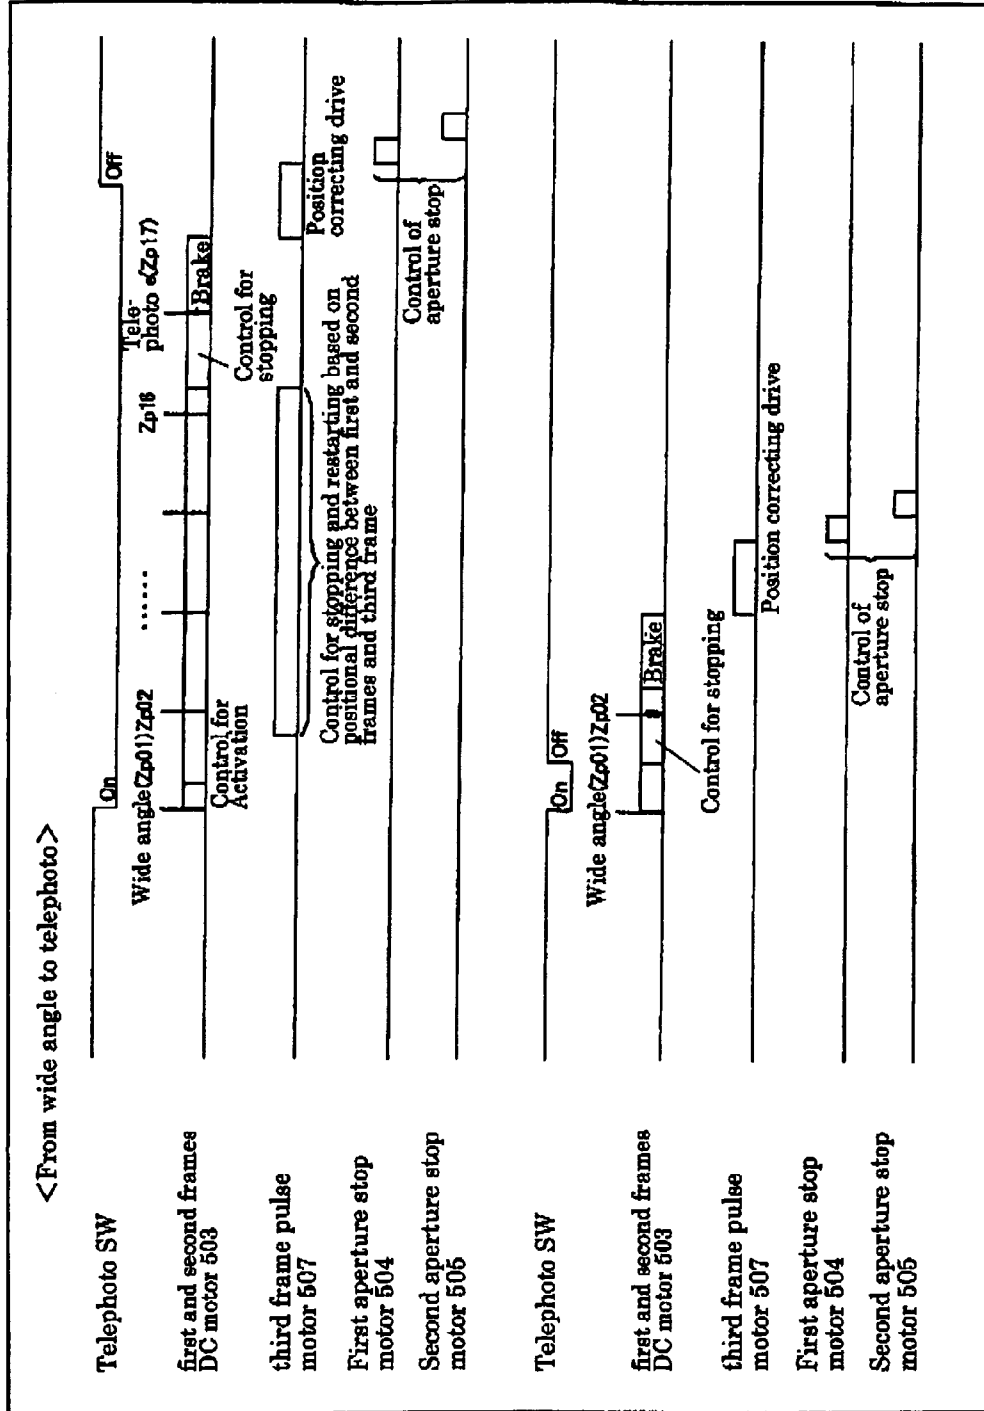 <From wide angle to telephoto>
Telephoto SW
On
Off
Wide angle(Zp01)Zp02
......
Zp16
Tele-
photo e(Zp17)
first and second frames
DC motor 503
Control for
Activation
Control for
stopping
Brake
third frame pulse
motor 507
Control for stopping and restarting based on
positional difference between first and second
frames and third frame
Position
correcting drive
First aperture stop
motor 504
Second aperture stop
motor 505
Control of
aperture stop
Telephoto SW
On
Off
Wide angle(Zp01)Zp02
first and second frames
DC motor 503
Brake
Control for stopping
third frame pulse
motor 507
Position correcting drive
First aperture stop
motor 504
Second aperture stop
motor 505
Control of
aperture stop